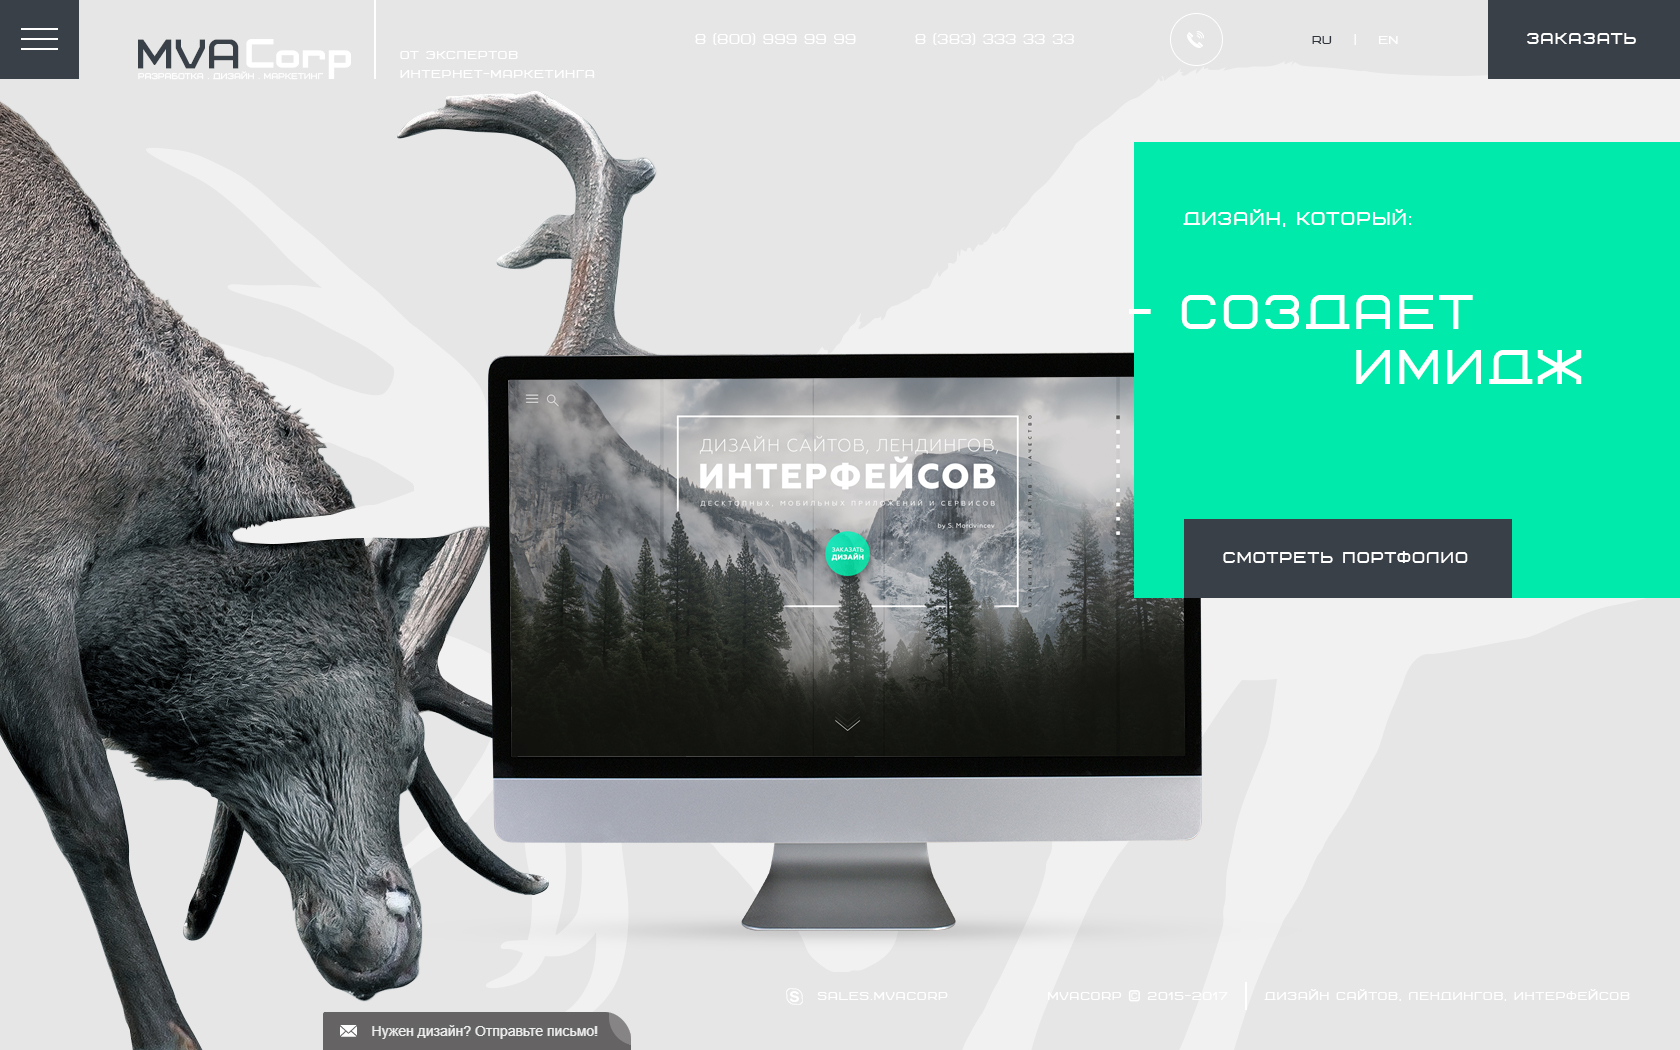 MVA Corp
РАЗРАБОТКА . ДИЗАЙН . МАРКЕТИНГ
ОТ ЭКСПЕРТОВ
ИНТЕРНЕТ-МАРКЕТИНГА
8 (800) 999 99 99
8 (383) 333 33 33
RU | EN
ЗАКАЗАТЬ
ДИЗАЙН, КОТОРЫЙ:
- СОЗДАЕТ
ИМИДЖ
СМОТРЕТЬ ПОРТФОЛИО
ДИЗАЙН САЙТОВ, ЛЕНДИНГОВ,
ИНТЕРФЕЙСОВ
ДЕСКТОПНЫХ, МОБИЛЬНЫХ ПРИЛОЖЕНИЙ И СЕРВИСОВ
by S. Mordvincev
ЗАКАЗАТЬ
ДИЗАЙН
КАЧЕСТВО
SALES.MVACORP
MVACORP © 2015-2017
ДИЗАЙН САЙТОВ, ЛЕНДИНГОВ, ИНТЕРФЕЙСОВ
Нужен дизайн? Отправьте письмо!